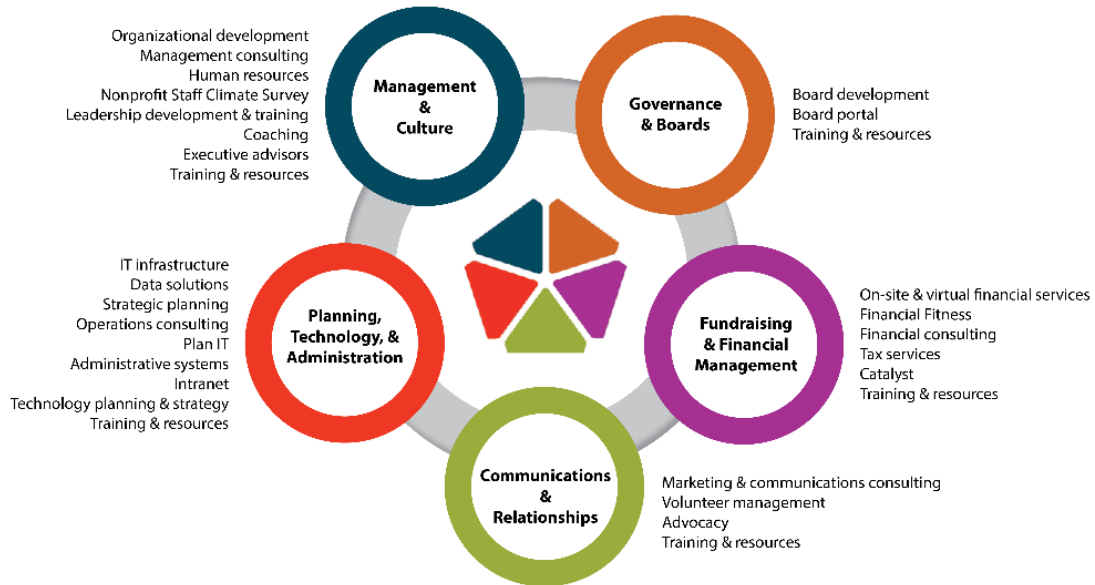 Organizational development
Management consulting
Human resources
Nonprofit Staff Climate Survey
Leadership development & training
Coaching
Executive advisors
Training & resources
Management
&
Culture
Governance
& Boards
Board development
Board portal
Training & resources
IT infrastructure
Data solutions
Strategic planning
Operations consulting
Plan IT
Administrative systems
Intranet
Technology planning & strategy
Training & resources
Planning,
Technology, &
Administration
Fundraising
& Financial
Management
On-site & virtual financial services
Financial Fitness
Financial consulting
Tax services
Catalyst
Training & resources
Communications
&
Relationships
Marketing & communications consulting
Volunteer management
Advocacy
Training & resources